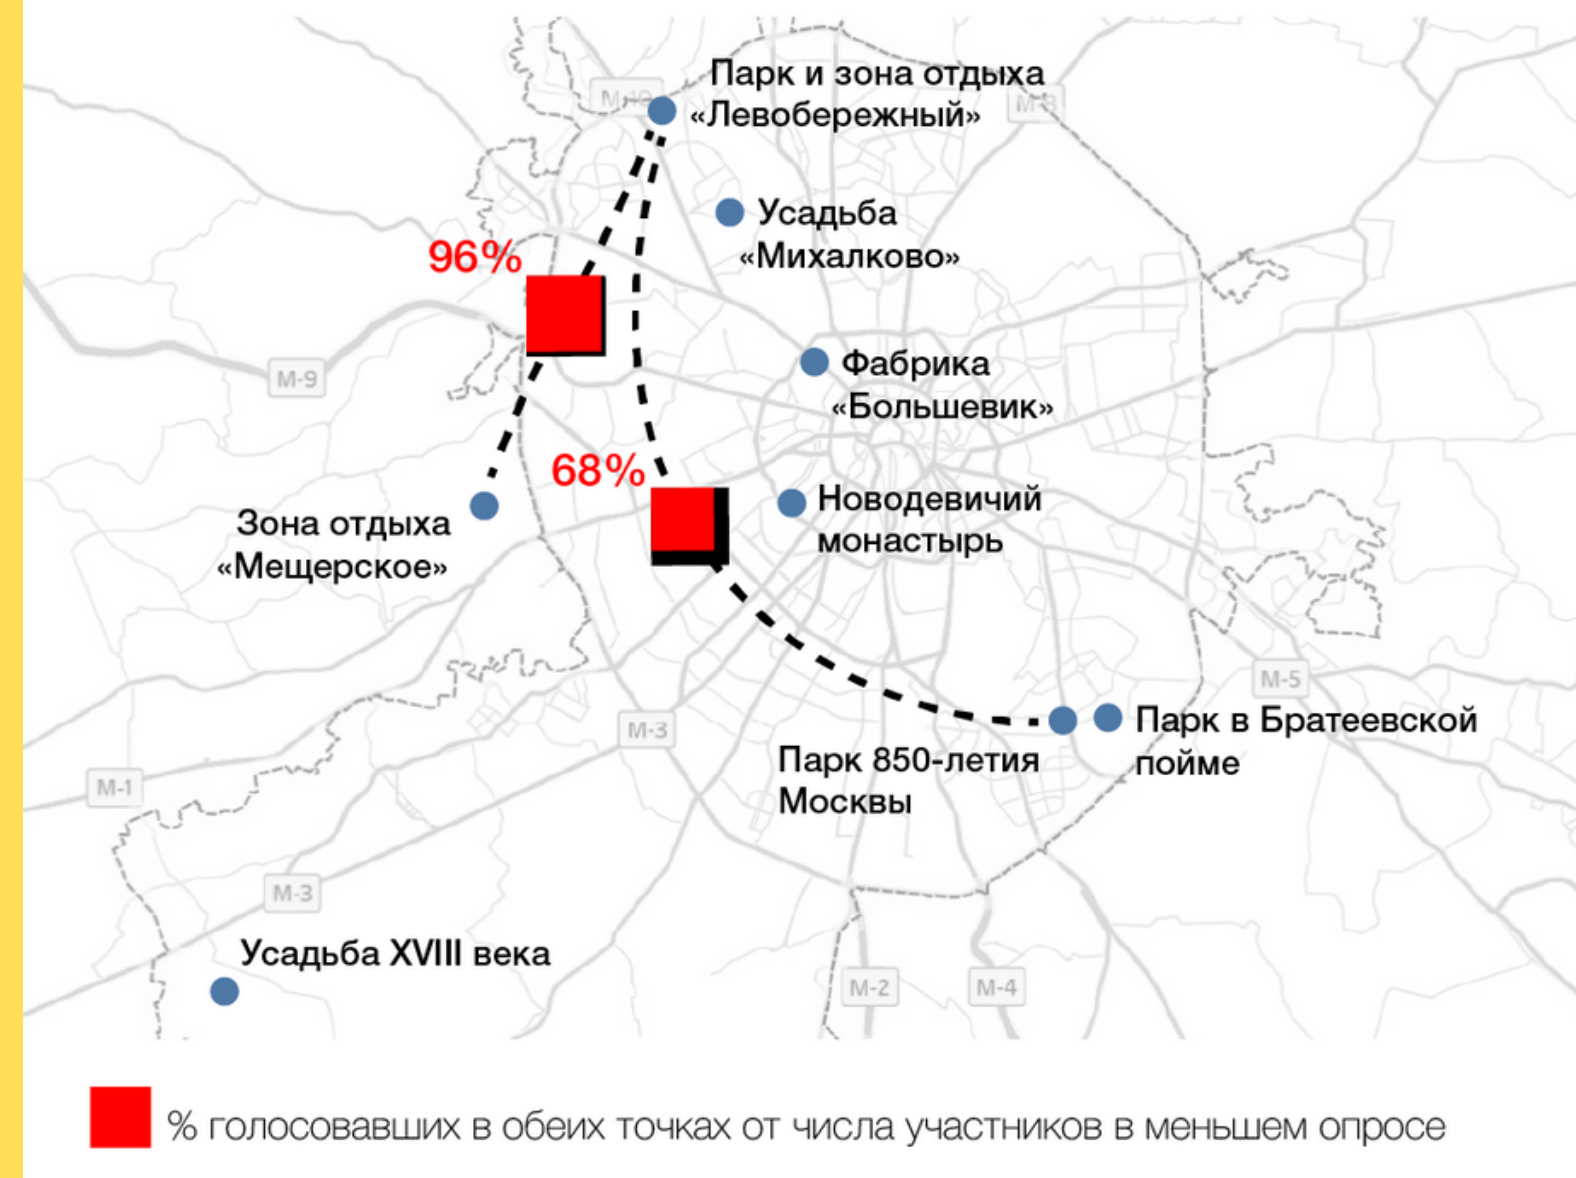 Парк и зона отдыха
«Левобережный»
М-10
М-8
Усадьба
«Михалково»
96%
Фабрика
«Большевик»
М-9
68%
Новодевичий
монастырь
Зона отдыха
«Мещерское»
М-5
М-3
Парк в Братеевской
пойме
Парк 850-летия
Москвы
М-1
М-3
Усадьба XVIII века
М-2
М-4
% голосовавших в обеих точках от числа участников в меньшем опросе